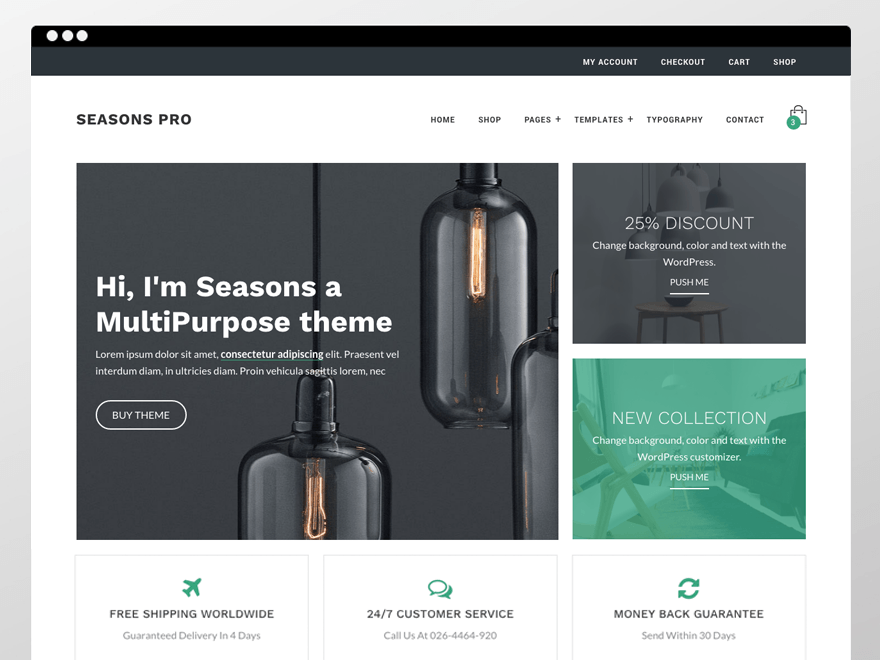 MY ACCOUNT CHECKOUT CART SHOP
SEASONS PRO
HOME SHOP PAGES + TEMPLATES + TYPOGRAPHY CONTACT
3
Hi, I'm Seasons a
MultiPurpose theme
Lorem ipsum dolor sit amet, consectetur adipiscing elit. Praesent vel
interdum diam, in ultricies diam. Proin vehicula sagittis lorem, nec
BUY THEME
25% DISCOUNT
Change background, color and text with the
WordPress.
PUSH ME
NEW COLLECTION
Change background, color and text with the
WordPress customizer.
PUSH ME
FREE SHIPPING WORLDWIDE
Guaranteed Delivery In 4 Days
24/7 CUSTOMER SERVICE
Call Us At 026-4464-920
MONEY BACK GUARANTEE
Send Within 30 Days